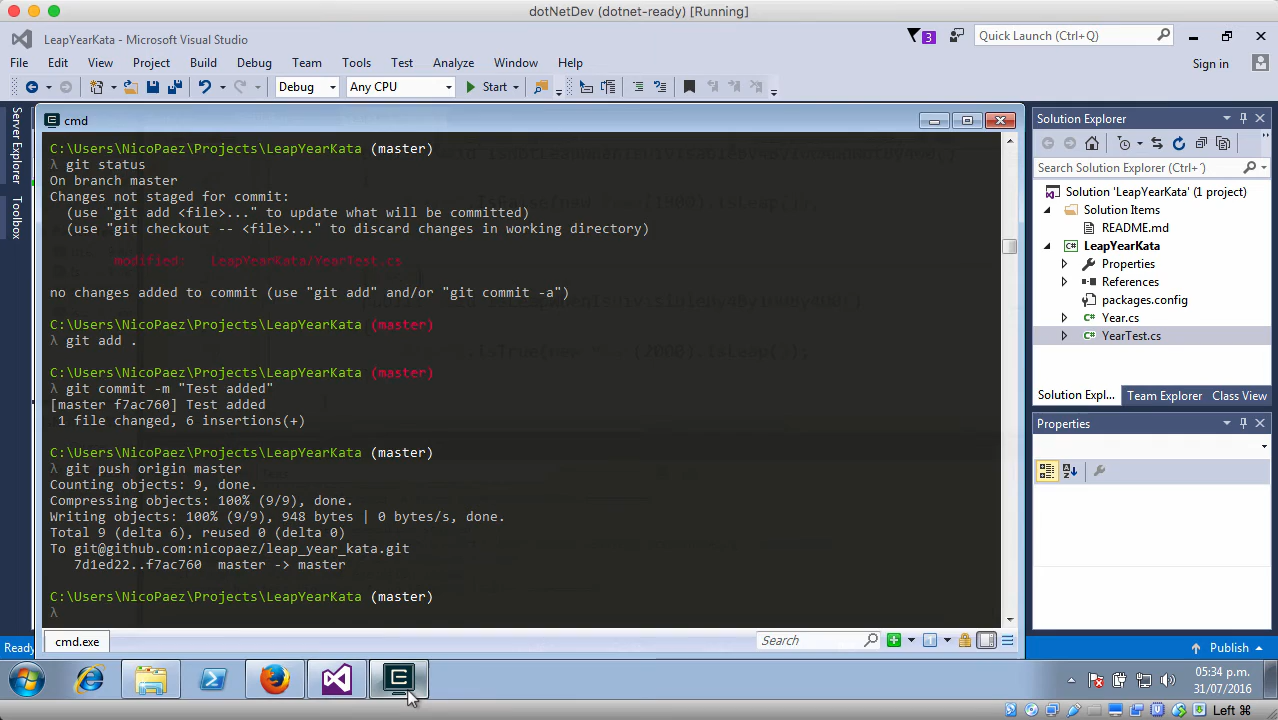 dotNetDev (dotnet-ready) [Running]
LeapYearKata - Microsoft Visual Studio
3
Quick Launch (Ctrl+Q)
File Edit View Project Build Debug Team Tools Test Analyze Window Help
Sign in
Debug
Any CPU
Start
Server Explorer
Toolbox
cmd
C:\Users\NicoPaez\Projects\LeapYearKata (master)
λ git status
On branch master
Changes not staged for commit:
(use "git add <file>..." to update what will be committed)
(use "git checkout -- <file>..." to discard changes in working directory)
modified: LeapYearKata/YearTest.cs
no changes added to commit (use "git add" and/or "git commit -a")
C:\Users\NicoPaez\Projects\LeapYearKata (master)
λ git add .
C:\Users\NicoPaez\Projects\LeapYearKata (master)
λ git commit -m "Test added"
[master f7ac760] Test added
1 file changed, 6 insertions(+)
C:\Users\NicoPaez\Projects\LeapYearKata (master)
λ git push origin master
Counting objects: 9, done.
Compressing objects: 100% (9/9), done.
Writing objects: 100% (9/9), 948 bytes | 0 bytes/s, done.
Total 9 (delta 6), reused 0 (delta 0)
To git@github.com:nicopaez/leap_year_kata.git
7d1ed22..f7ac760 master -> master
C:\Users\NicoPaez\Projects\LeapYearKata (master)
λ
cmd.exe
Search
Solution Explorer
Search Solution Explorer (Ctrl+´)
Solution 'LeapYearKata' (1 project)
Solution Items
README.md
LeapYearKata
Properties
References
packages.config
Year.cs
YearTest.cs
Solution Expl...
Team Explorer
Class View
Properties
Ready
Publish
05:34 p.m.
31/07/2016
Left ⌘